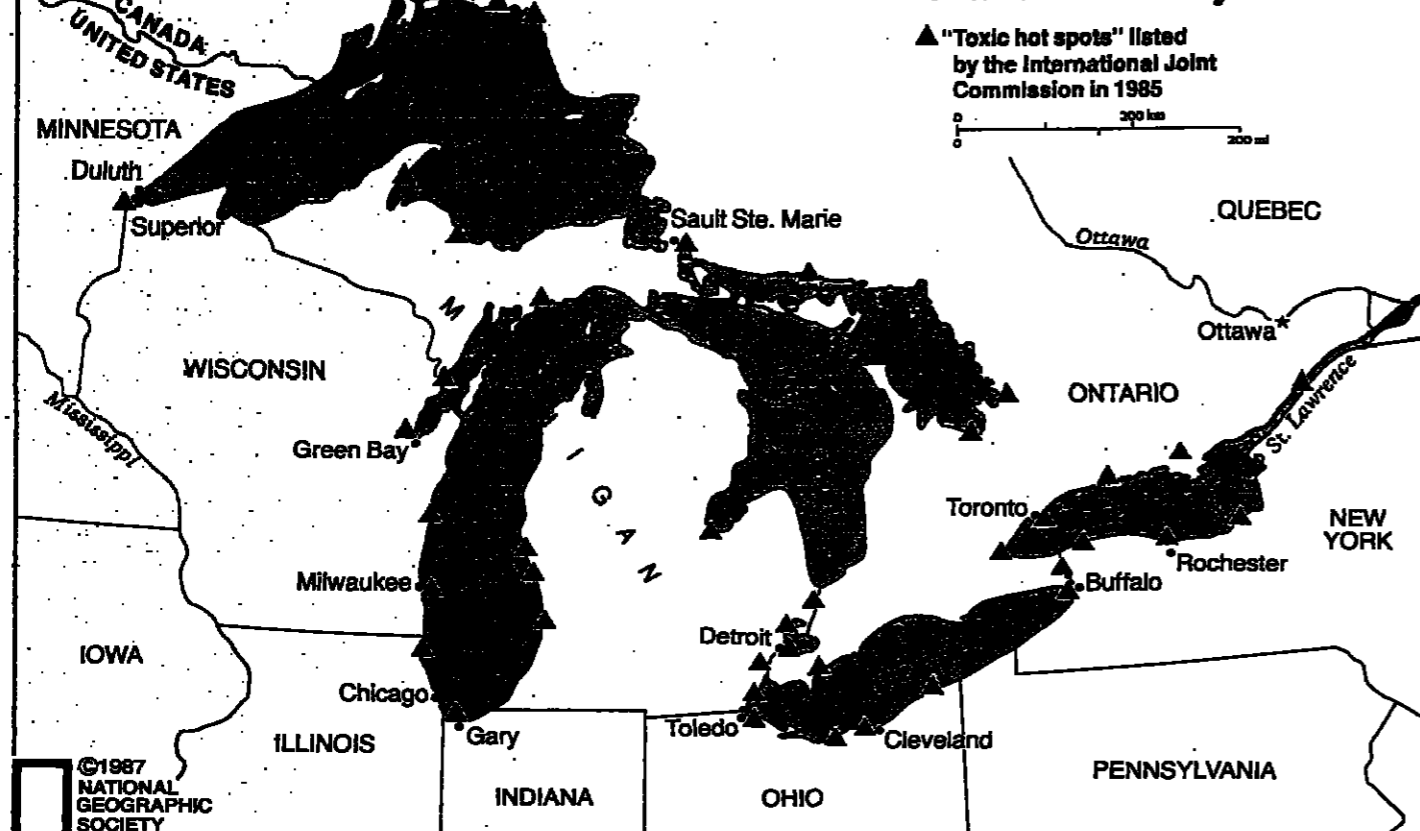 CANADA
UNITED STATES
"Toxic hot spots" listed
by the International Joint
Commission in 1985
0 200 km
0 200 mi
MINNESOTA
Duluth
Superior
Sault Ste. Marie
QUEBEC
Ottawa
Ottawa
M
I
G
A
N
WISCONSIN
Mississippi
Green Bay
ONTARIO
St. Lawrence
Toronto
NEW
YORK
Rochester
Milwaukee
Buffalo
IOWA
Detroit
Chicago
Gary
Toledo
Cleveland
ILLINOIS
INDIANA
OHIO
PENNSYLVANIA
©1987
NATIONAL
GEOGRAPHIC
SOCIETY